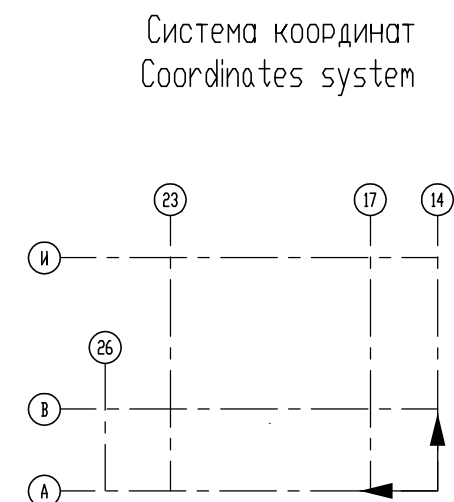 Система координат
Coordinates system
23 17 14
И
26
В
А